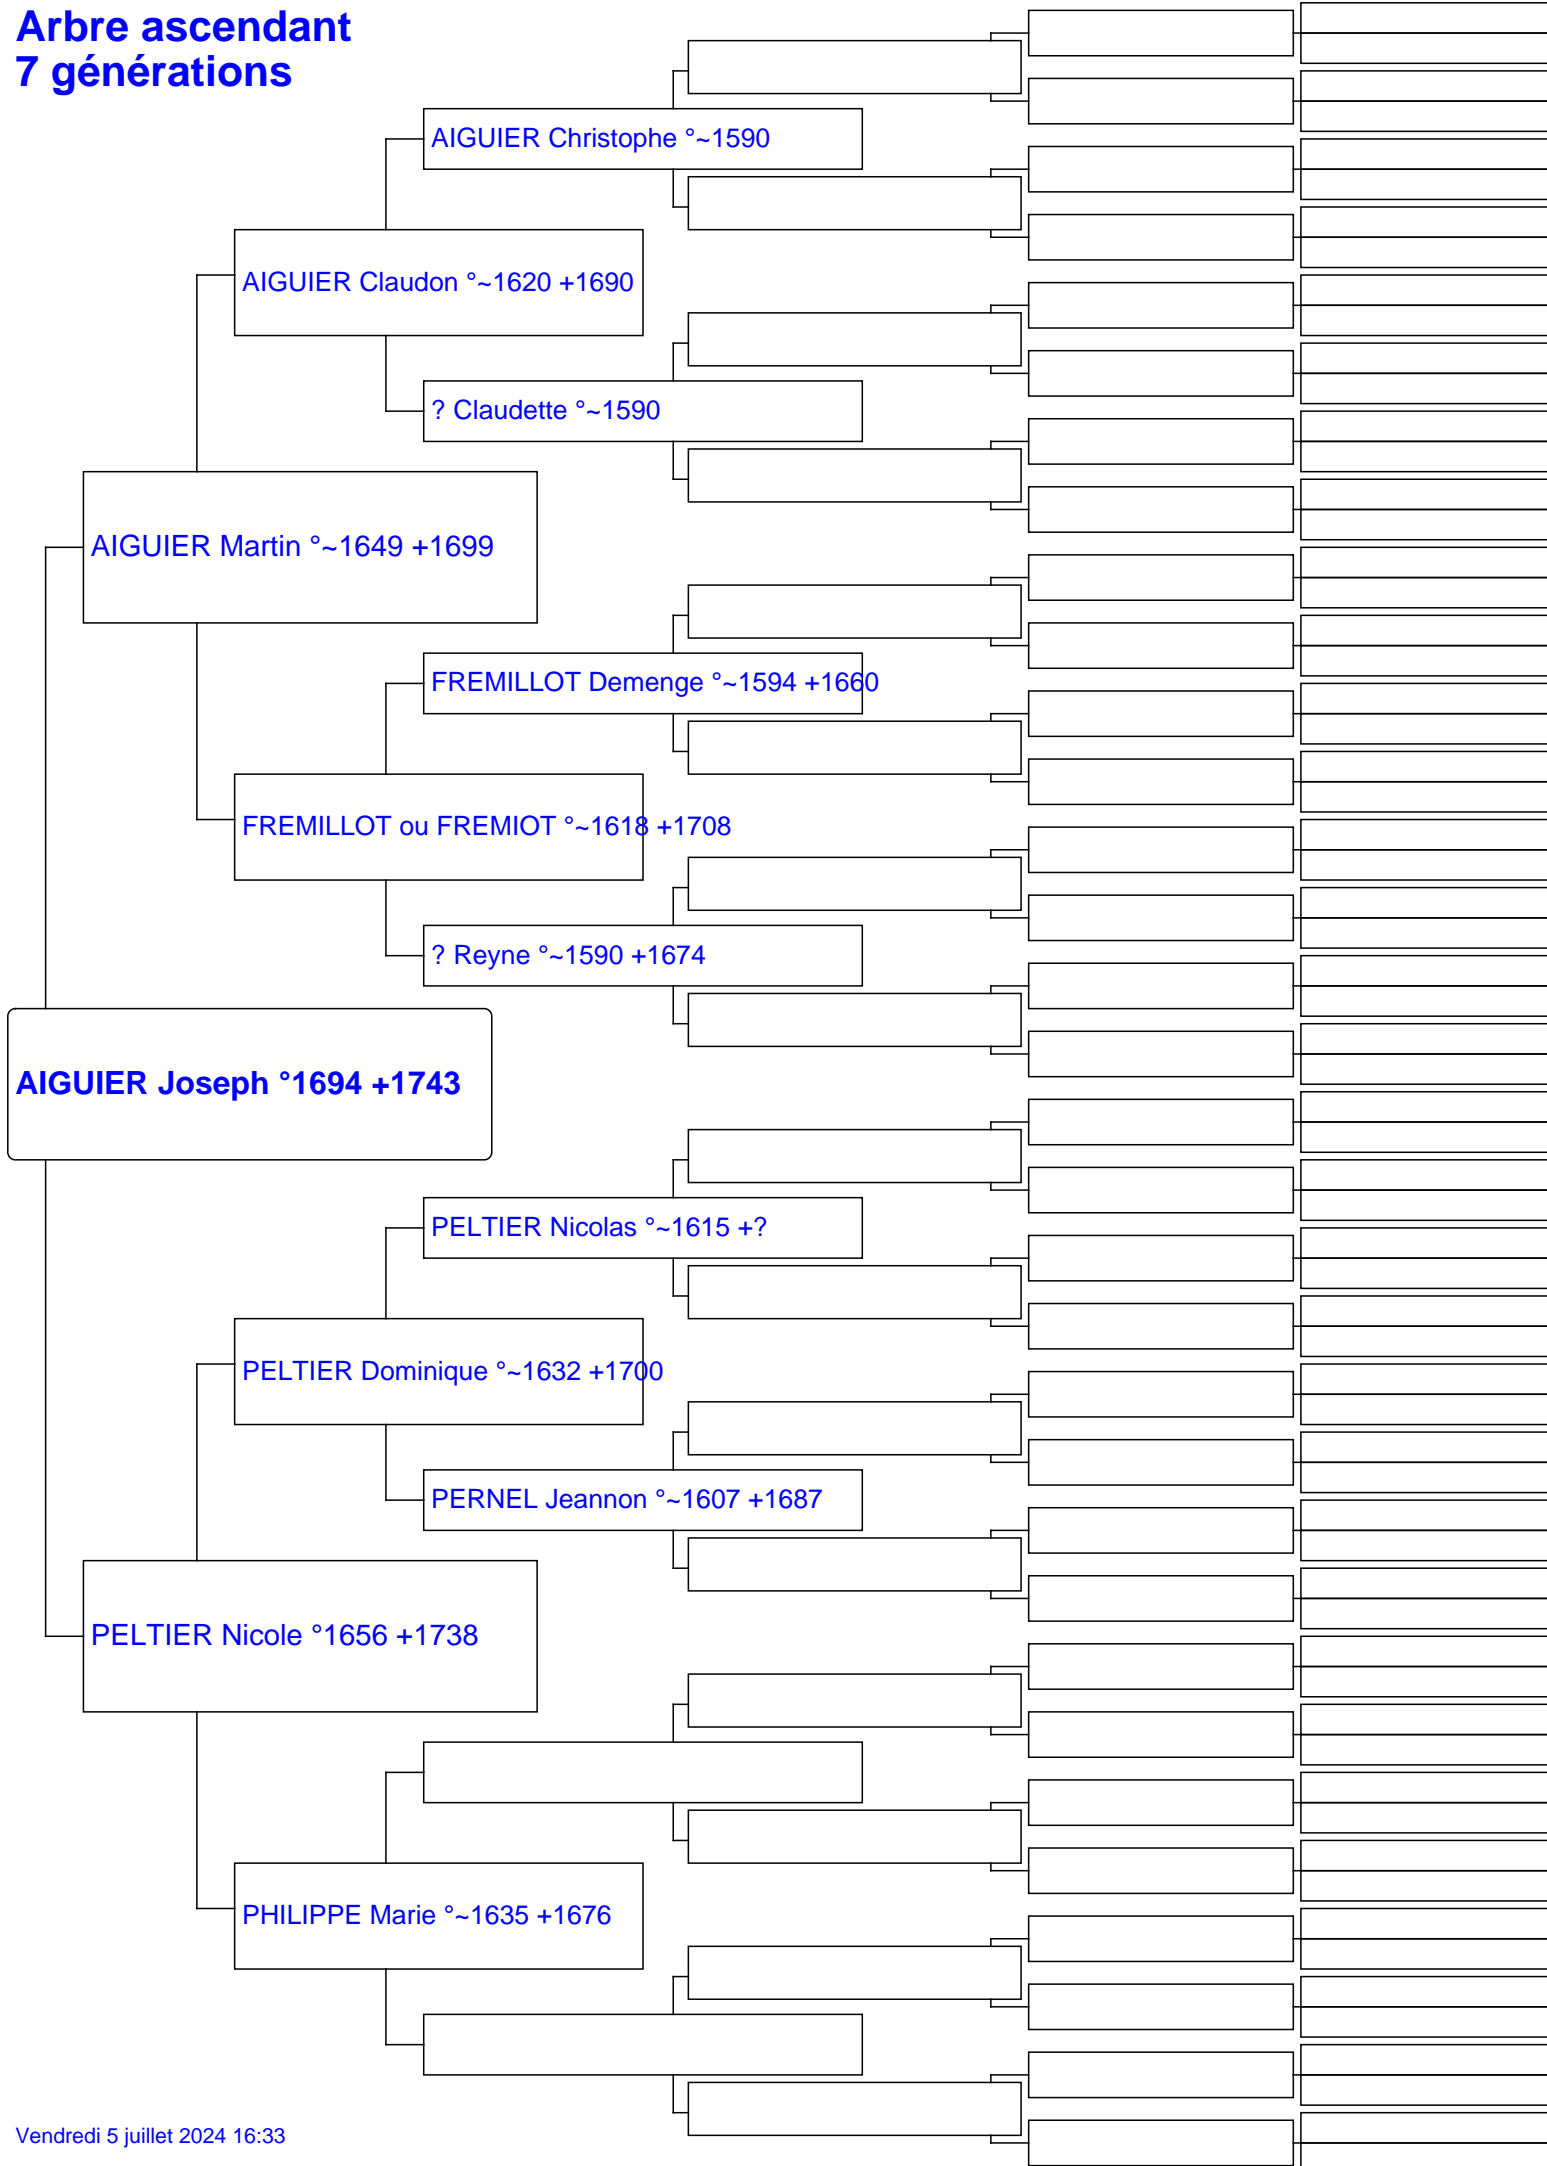 Arbre ascendant
7 générations
AIGUIER Christophe °~1590
AIGUIER Claudon °~1620 +1690
? Claudette °~1590
AIGUIER Martin °~1649 +1699
FREMILLOT Demenge °~1594 +1660
FREMILLOT ou FREMIOT °~1618 +1708
? Reyne °~1590 +1674
AIGUIER Joseph °1694 +1743
PELTIER Nicolas °~1615 +?
PELTIER Dominique °~1632 +1700
PERNEL Jeannon °~1607 +1687
PELTIER Nicole °1656 +1738
PHILIPPE Marie °~1635 +1676
Vendredi 5 juillet 2024 16:33